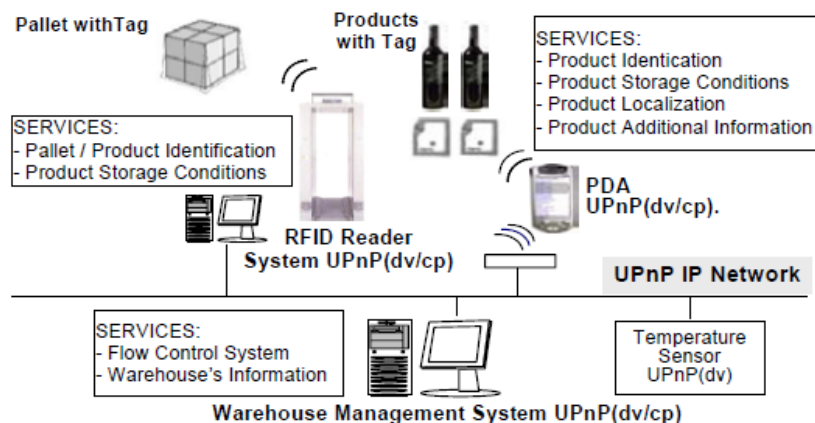 Pallet withTag
Products
with Tag
SERVICES:
- Product Identication
- Product Storage Conditions
- Product Localization
- Product Additional Information
SERVICES:
- Pallet / Product Identification
- Product Storage Conditions
PDA
UPnP(dv/cp).
RFID Reader
System UPnP(dv/cp)
UPnP IP Network
SERVICES:
- Flow Control System
- Warehouse's Information
Temperature
Sensor
UPnP(dv)
Warehouse Management System UPnP(dv/cp)